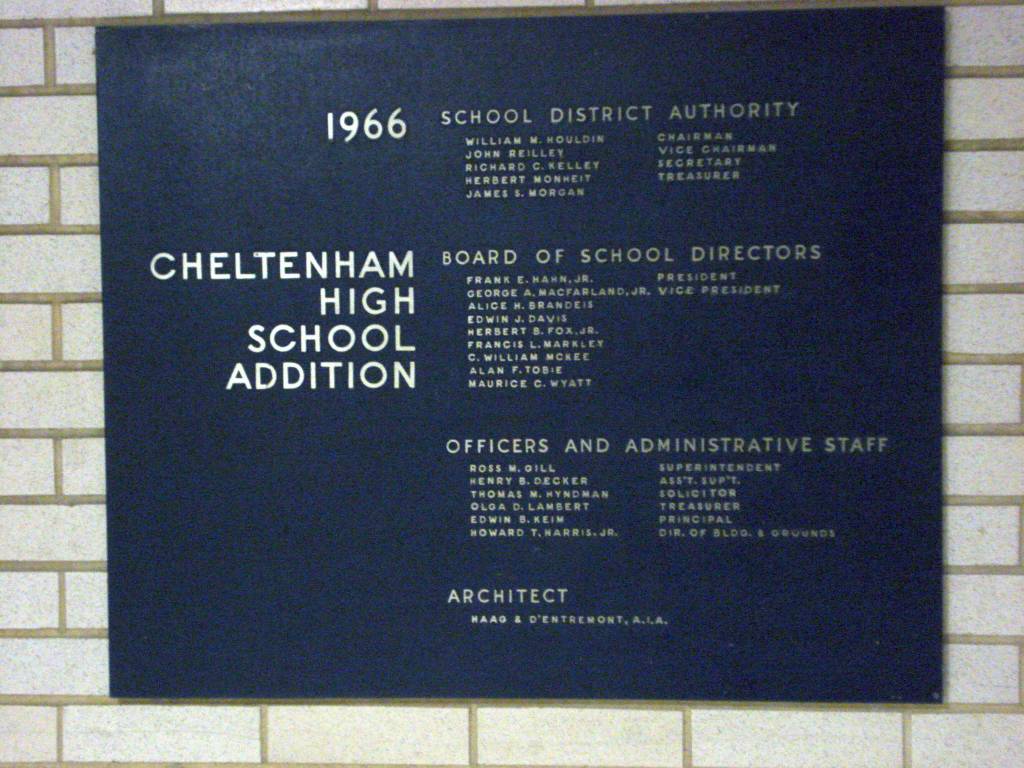 1966
CHELTENHAM
HIGH
SCHOOL
ADDITION
SCHOOL DISTRICT AUTHORITY
WILLIAM M. HOULDIN CHAIRMAN
JOHN REILLEY VICE CHAIRMAN
RICHARD C. KELLEY SECRETARY
HERBERT MONHEIT TREASURER
JAMES S. MORGAN
BOARD OF SCHOOL DIRECTORS
FRANK E. HAHN, JR. PRESIDENT
GEORGE A. MACFARLAND, JR. VICE PRESIDENT
ALICE H. BRANDEIS
EDWIN J. DAVIS
HERBERT B. FOX, JR.
FRANCIS L. MARKLEY
C. WILLIAM MCKEE
ALAN F. TOBIE
MAURICE C. WYATT
OFFICERS AND ADMINISTRATIVE STAFF
ROSS M. GILL SUPERINTENDENT
HENRY B. DECKER ASS'T. SUP'T.
THOMAS M. HYNDMAN SOLICITOR
OLGA D. LAMBERT TREASURER
EDWIN B. KEIM PRINCIPAL
HOWARD T. HARRIS, JR. DIR. OF BLDG. & GROUNDS
ARCHITECT
HAAG & D'ENTREMONT, A.I.A.